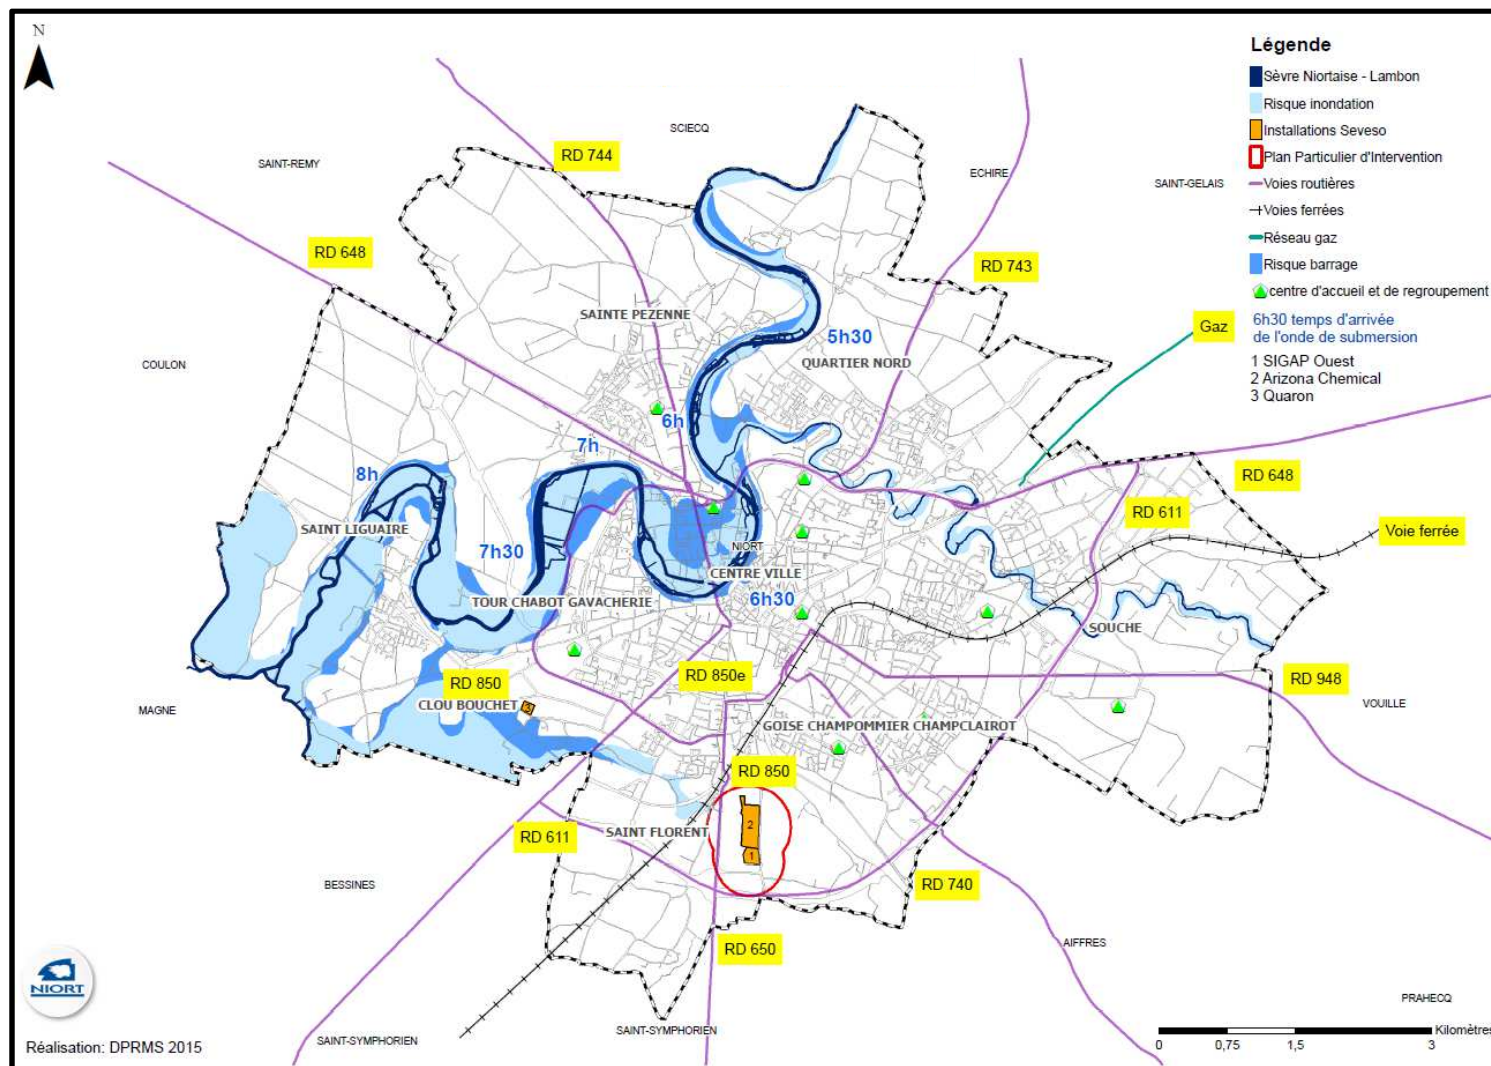 N
Légende
Sèvre Niortaise - Lambon
Risque inondation
Installations Seveso
Plan Particulier d'Intervention
Voies routières
Voies ferrées
Réseau gaz
Risque barrage
centre d'accueil et de regroupement
6h30 temps d'arrivée
de l'onde de submersion
1 SIGAP Ouest
2 Arizona Chemical
3 Quaron
SCIECQ
RD 744
SAINT-REMY
ECHIRE
SAINT-GELAIS
RD 648
RD 743
SAINTE PEZENNE
Gaz
5h30
QUARTIER NORD
COULON
6h
7h
8h
RD 648
RD 611
SAINT LIGUAIRE
Voie ferrée
7h30
NIORT
CENTRE VILLE
TOUR CHABOT GAVACHERIE
6h30
SOUCHE
RD 850
RD 850e
RD 948
CLOU BOUCHET
3
MAGNE
VOUILLE
GOISE CHAMPOMMIER CHAMPCLAIROT
RD 850
RD 611
SAINT FLORENT
2
1
BESSINES
RD 740
RD 650
AIFFRES
NIORT
PRAHECQ
SAINT-SYMPHORIEN
SAINT-SYMPHORIEN
Réalisation: DPRMS 2015
Kilomètres
0 0,75 1,5 3